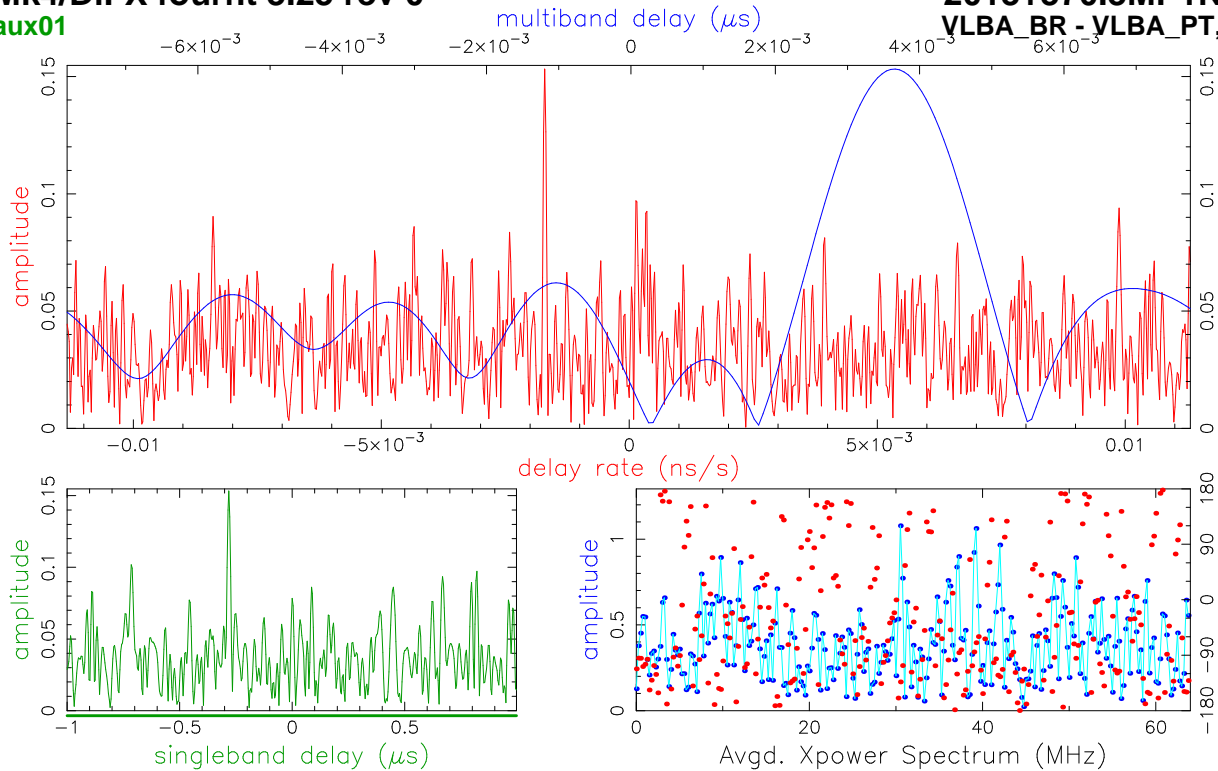 multiband delay (μs)
VLBA_BR - VLBA_PT,
aux01
−6×10⁻³ −4×10⁻³ −2×10⁻³ 0 2×10⁻³ 4×10⁻³ 6×10⁻³
amplitude
0 0.05 0.1 0.15
0 0.05 0.1 0.15
−0.01 −5×10⁻³ 0 5×10⁻³ 0.01
delay rate (ns/s)
amplitude
0 0.05 0.1 0.15
−1 −0.5 0 0.5
singleband delay (μs)
amplitude
0 0.5 1
−180 −90 0 90 180
0 20 40 60
Avgd. Xpower Spectrum (MHz)